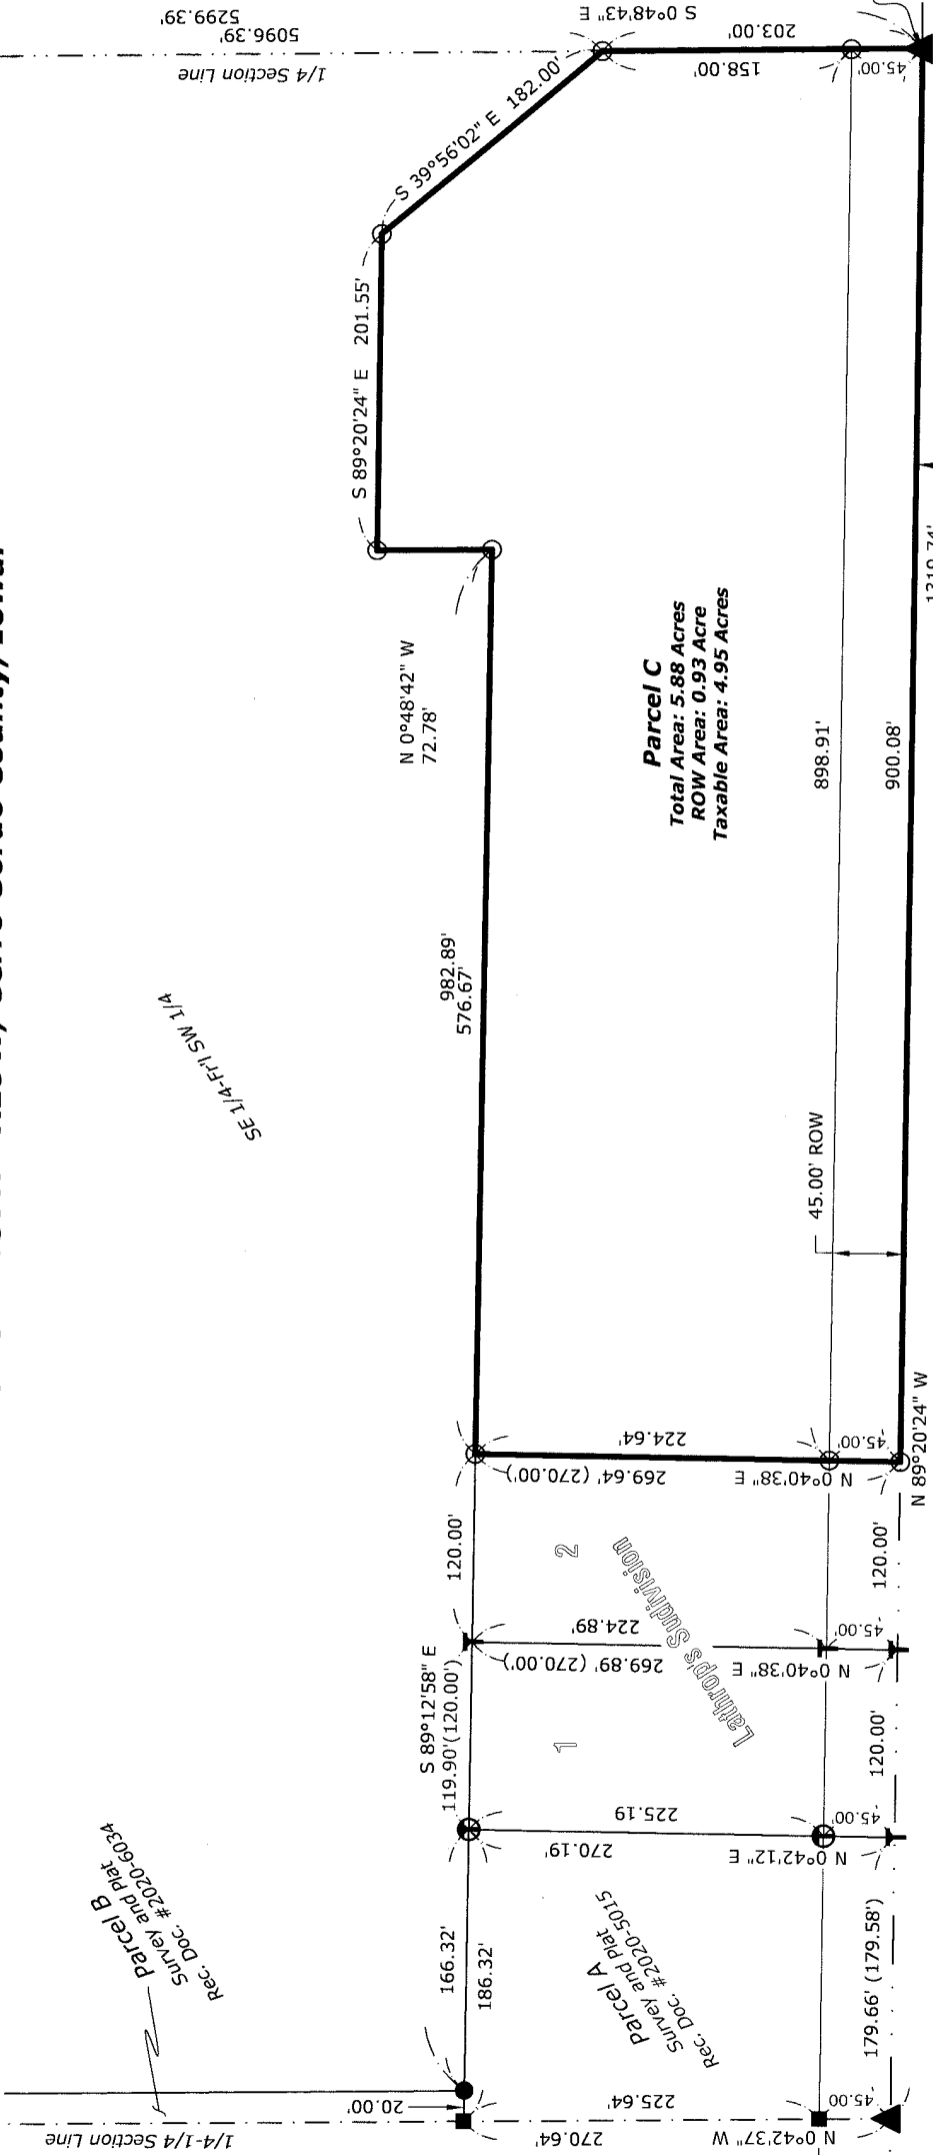 5299.39'
5096.39'
1/4 Section Line
S 0°48'43" E
203.00'
158.00'
45.00'
S 39°56'02" E 182.00'
S 89°20'24" E 201.55'
N 0°48'42" W
72.78'
982.89'
576.67'
SE 1/4-Fr'l SW 1/4
Parcel C
Total Area: 5.88 Acres
ROW Area: 0.93 Acre
Taxable Area: 4.95 Acres
898.91'
900.08'
1319.74'
45.00' ROW
N 89°20'24" W
224.64'
269.64' (270.00')
N 0°40'38" E
45.00'
120.00'
2
120.00'
Lathrop's Sudivision
224.89'
269.89' (270.00')
N 0°40'38" E
45.00'
S 89°12'58" E
119.90'(120.00')
1
120.00'
225.19
270.19'
N 0°42'12" E
45.00'
Parcel B
Survey and Plat
Rec. Doc. #2020-6034
166.32'
186.32'
Parcel A
Survey and Plat
Rec. Doc. #2020-5015
179.66' (179.58')
20.00'
225.64'
270.64'
N 0°42'37" W
45.00'
1/4-1/4 Section Line